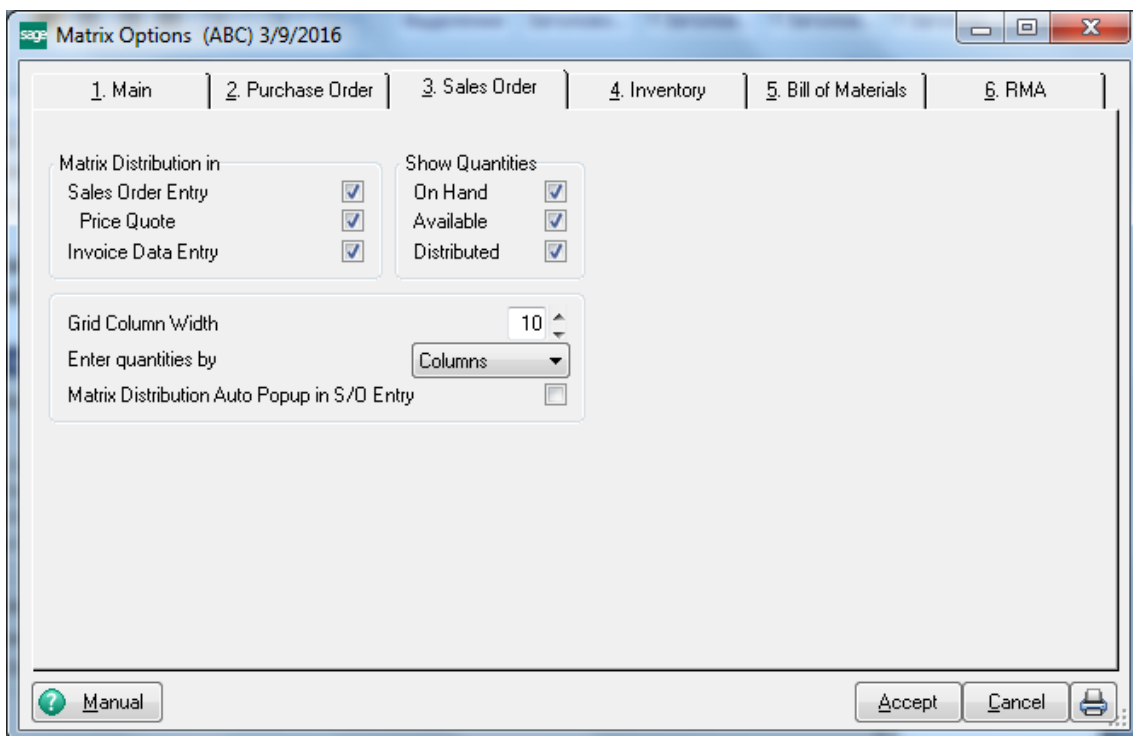 sage Matrix Options (ABC) 3/9/2016
1. Main 2. Purchase Order 3. Sales Order 4. Inventory 5. Bill of Materials 6. RMA
Matrix Distribution in
Sales Order Entry
Price Quote
Invoice Data Entry
Show Quantities
On Hand
Available
Distributed
Grid Column Width 10
Enter quantities by Columns
Matrix Distribution Auto Popup in S/O Entry
? Manual Accept Cancel